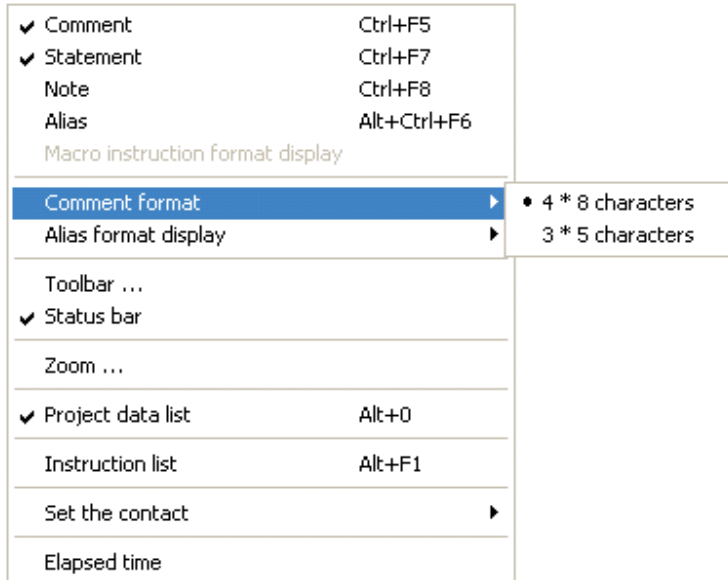 Comment Ctrl+F5
Statement Ctrl+F7
Note Ctrl+F8
Alias Alt+Ctrl+F6
Macro instruction format display
Comment format
4 * 8 characters
Alias format display
3 * 5 characters
Toolbar ...
Status bar
Zoom ...
Project data list Alt+0
Instruction list Alt+F1
Set the contact
Elapsed time